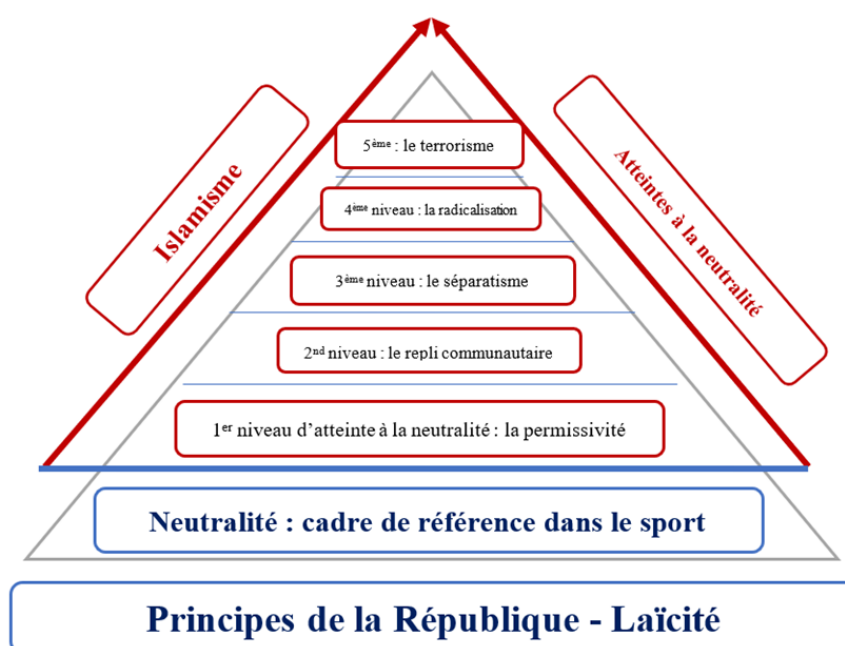 5ème : le terrorisme
4ème niveau : la radicalisation
3ème niveau : le séparatisme
2nd niveau : le repli communautaire
1er niveau d’atteinte à la neutralité : la permissivité
Islamisme
Atteintes à la neutralité
Neutralité : cadre de référence dans le sport
Principes de la République - Laïcité